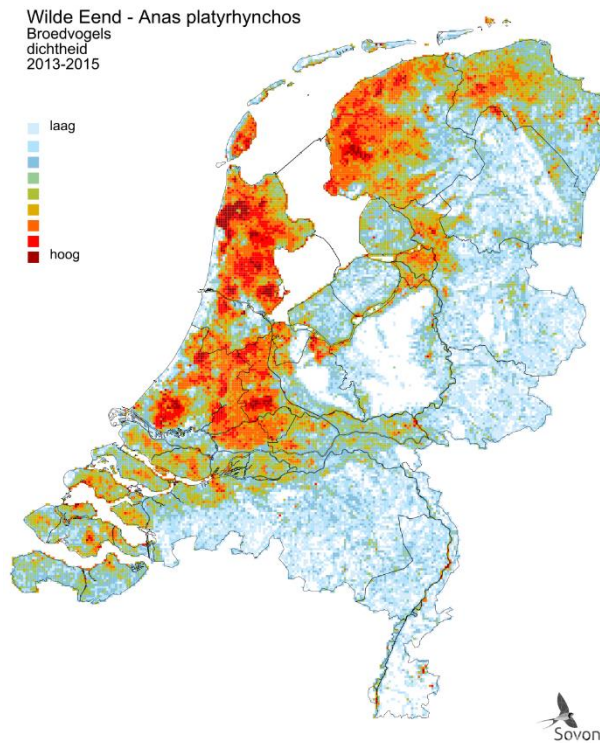 Wilde Eend - Anas platyrhynchos
Broedvogels
dichtheid
2013-2015
laag
hoog
Sovon